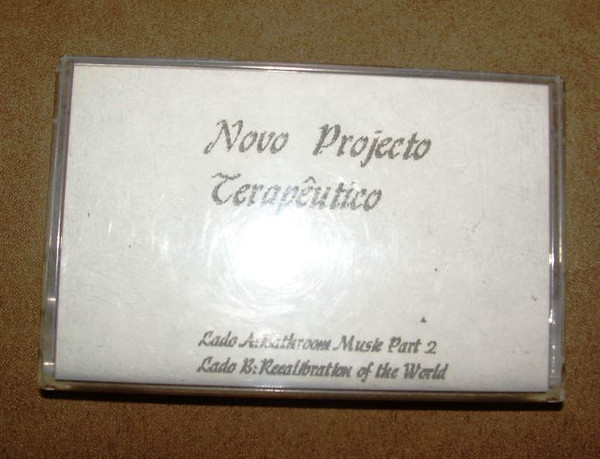 Novo Projecto
Terapêutico
Lado A: Bathroom Music Part 2
Lado B: Recalibration of the World